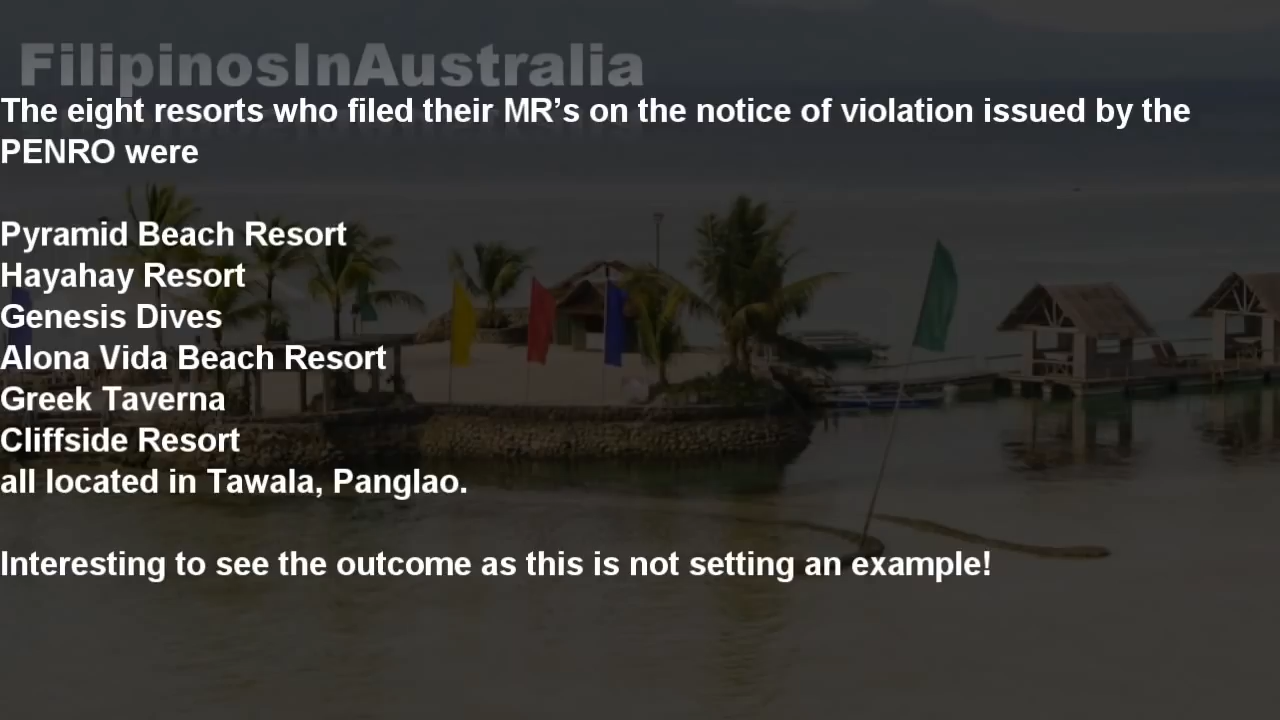 FilipinosInAustralia
The eight resorts who filed their MR’s on the notice of violation issued by the
PENRO were
Pyramid Beach Resort
Hayahay Resort
Genesis Dives
Alona Vida Beach Resort
Greek Taverna
Cliffside Resort
all located in Tawala, Panglao.
Interesting to see the outcome as this is not setting an example!